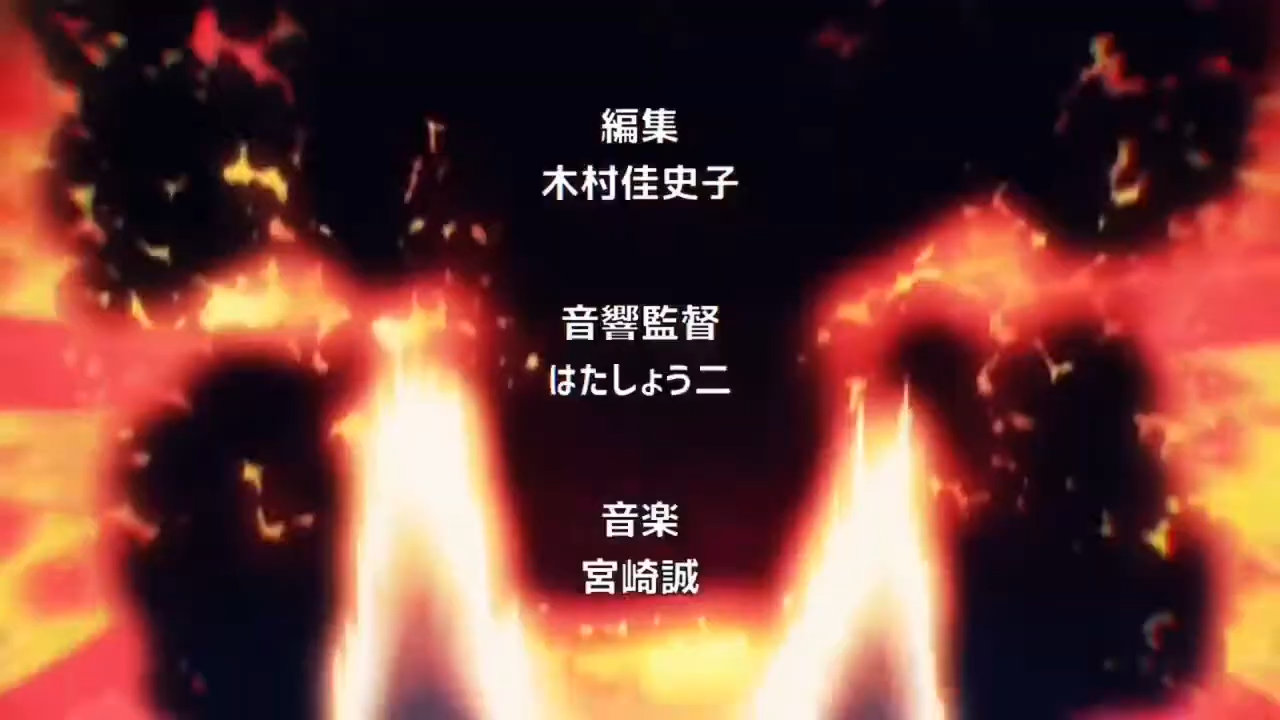 編集
木村佳史子
音響監督
はたしょう二
音楽
宮崎誠